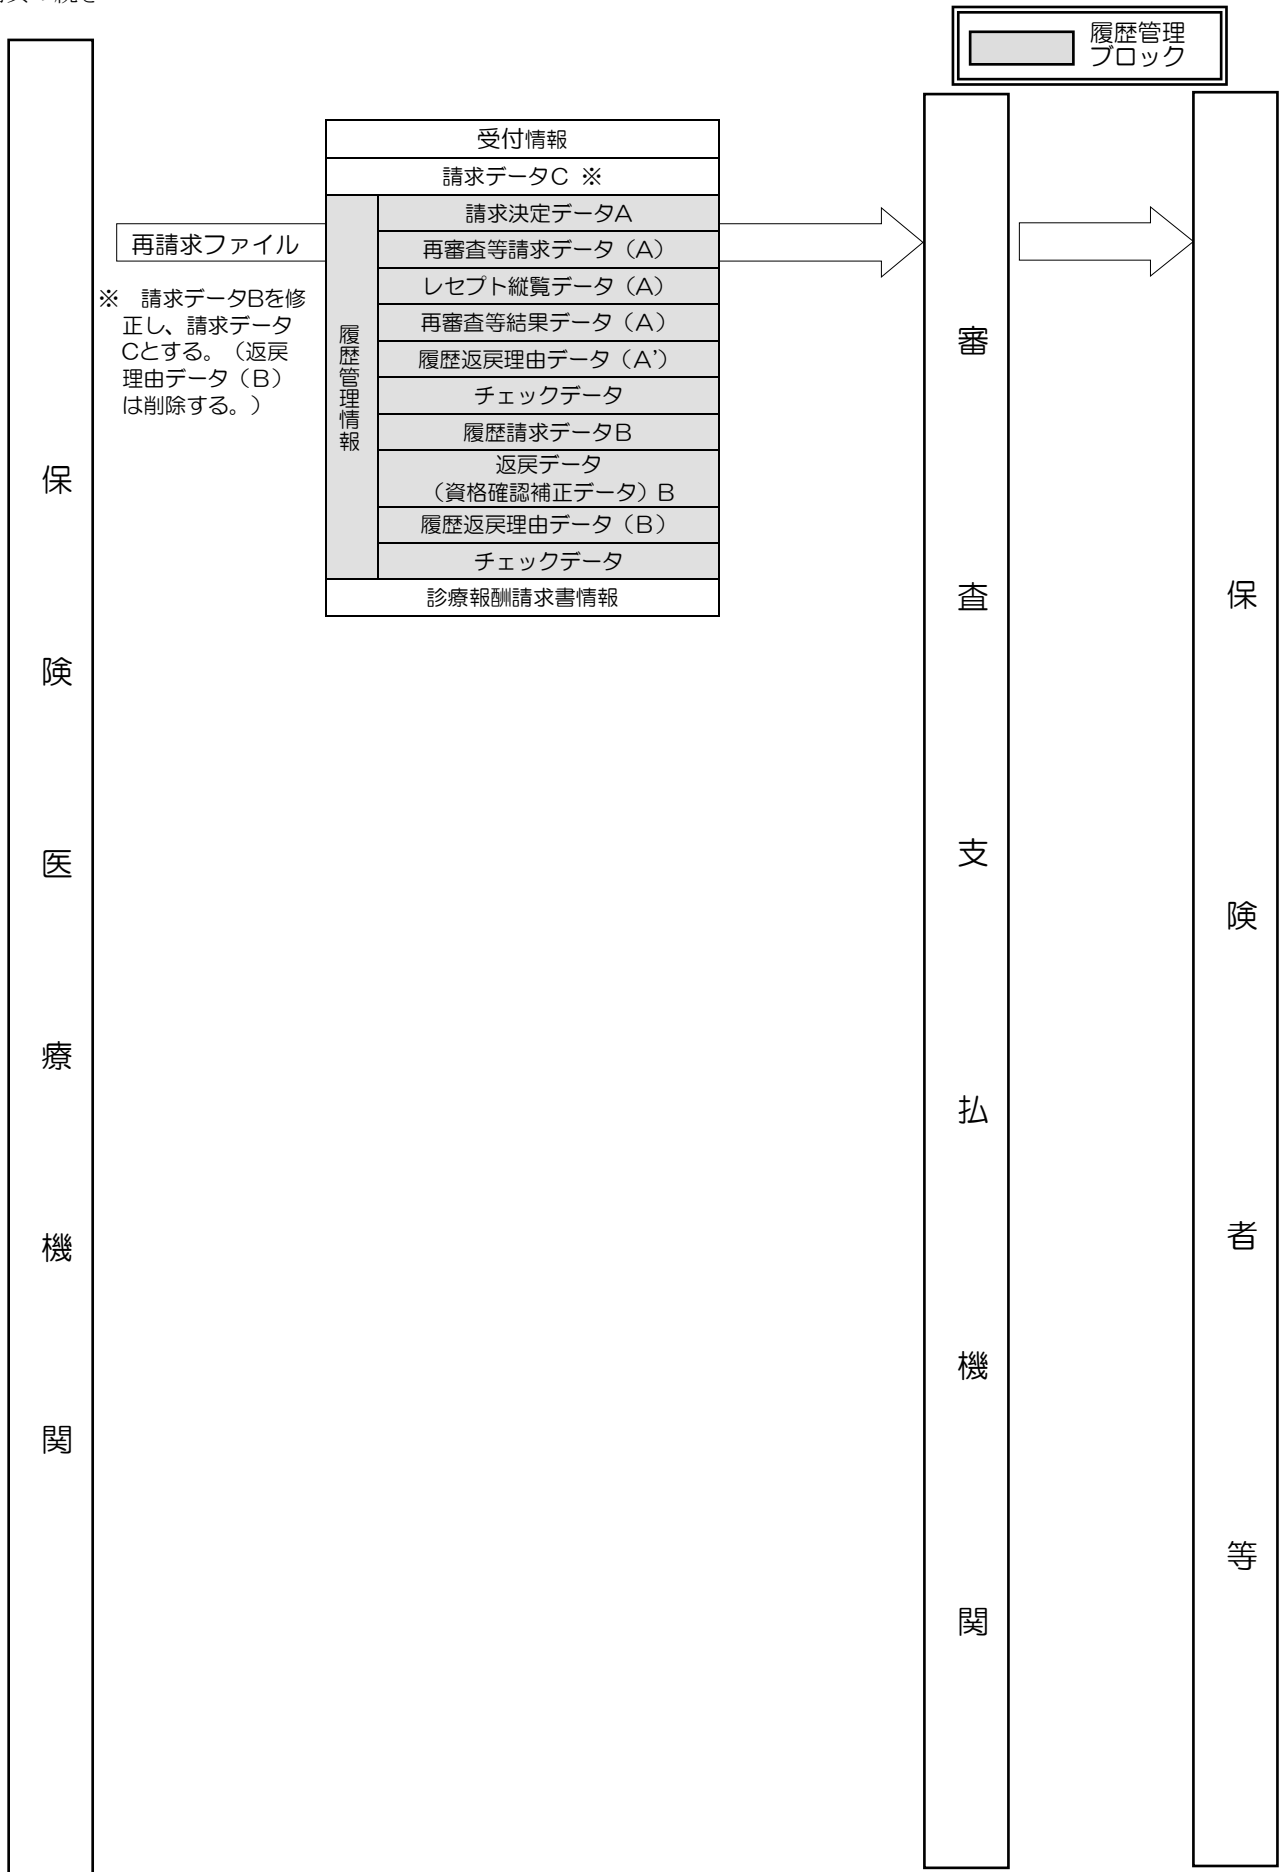 履歴管理
ブロック
受付情報
請求データC ※
請求決定データA
再審査等請求データ（A）
レセプト縦覧データ（A）
再審査等結果データ（A）
履歴返戻理由データ（A’）
チェックデータ
履歴請求データB
返戻データ
（資格確認補正データ）B
履歴返戻理由データ（B）
チェックデータ
履歴管理情報
診療報酬請求書情報
再請求ファイル
※　請求データBを修
正し、請求データ
Cとする。（返戻
理由データ（B）
は削除する。）
保険医療機関
審査支払機関
保険者等